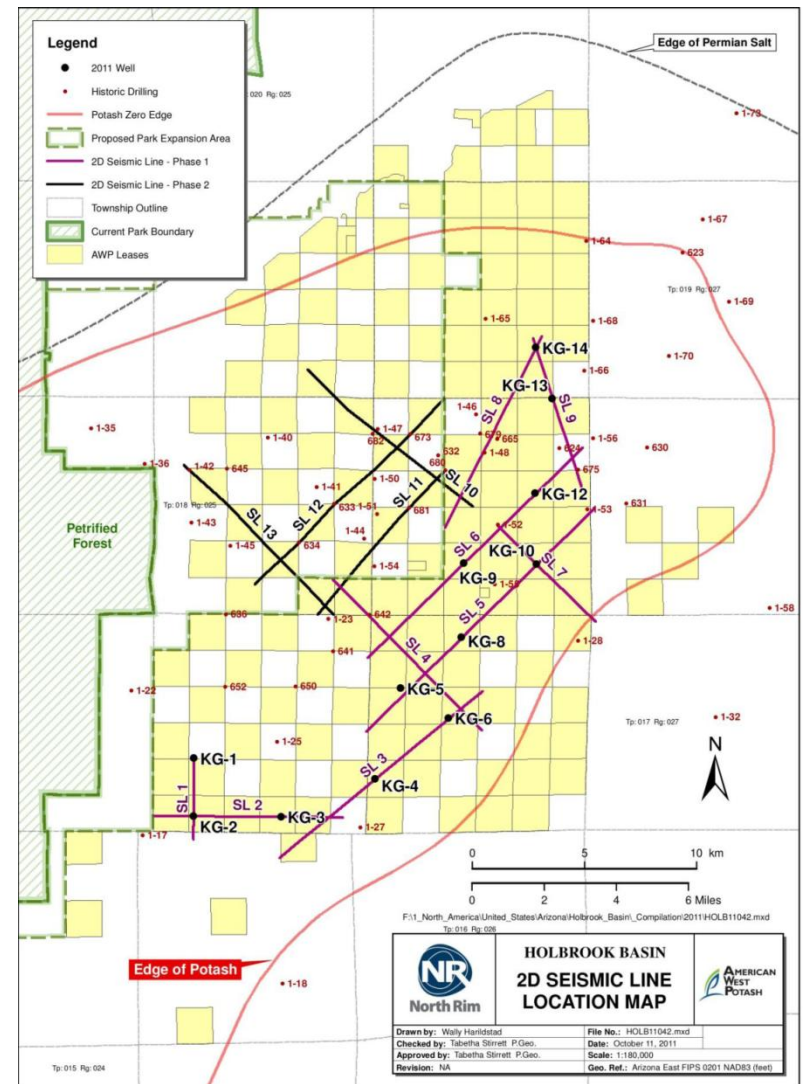 Legend
2011 Well
Historic Drilling
Potash Zero Edge
Proposed Park Expansion Area
2D Seismic Line - Phase 1
2D Seismic Line - Phase 2
Township Outline
Current Park Boundary
AWP Leases
020 Rg: 025
Edge of Permian Salt
1-73
1-67
1-64
623
Tp: 019 Rg: 027
1-69
1-65
1-68
KG-14
1-70
1-66
KG-13
SL 8
SL 9
1-46
1-35
1-47
682
673
679
665
1-56
1-40
632
1-48
624
630
1-36
1-42
645
680
675
1-50
SL 10
1-41
KG-12
SL 12
SL 11
633
1-51
681
1-53
631
Tp: 018 Rg: 025
SL 13
1-43
1-52
Petrified
Forest
1-44
SL 6
KG-10
1-45
634
1-54
KG-9
SL 7
1-58
636
1-23
642
SL 5
KG-8
1-28
641
SL 4
1-22
652
650
KG-5
KG-6
Tp: 017 Rg: 027
1-32
1-25
N
KG-1
SL 3
KG-4
SL 1
SL 2
KG-2
KG-3
1-17
1-27
0 5 10 km
0 2 4 6 Miles
F:\1_North_America\United_States\Arizona\Holbrook_Basin\_Compilation\2011\HOLB11042.mxd
Tp: 016 Rg: 026
Edge of Potash
1-18
Tp: 015 Rg: 024
NR
North Rim
HOLBROOK BASIN
2D SEISMIC LINE
LOCATION MAP
AMERICAN
WEST
POTASH
Drawn by: Wally Harildstad
File No.: HOLB11042.mxd
Checked by: Tabetha Stirrett P.Geo.
Date: October 11, 2011
Approved by: Tabetha Stirrett P.Geo.
Scale: 1:180,000
Revision: NA
Geo. Ref.: Arizona East FIPS 0201 NAD83 (feet)